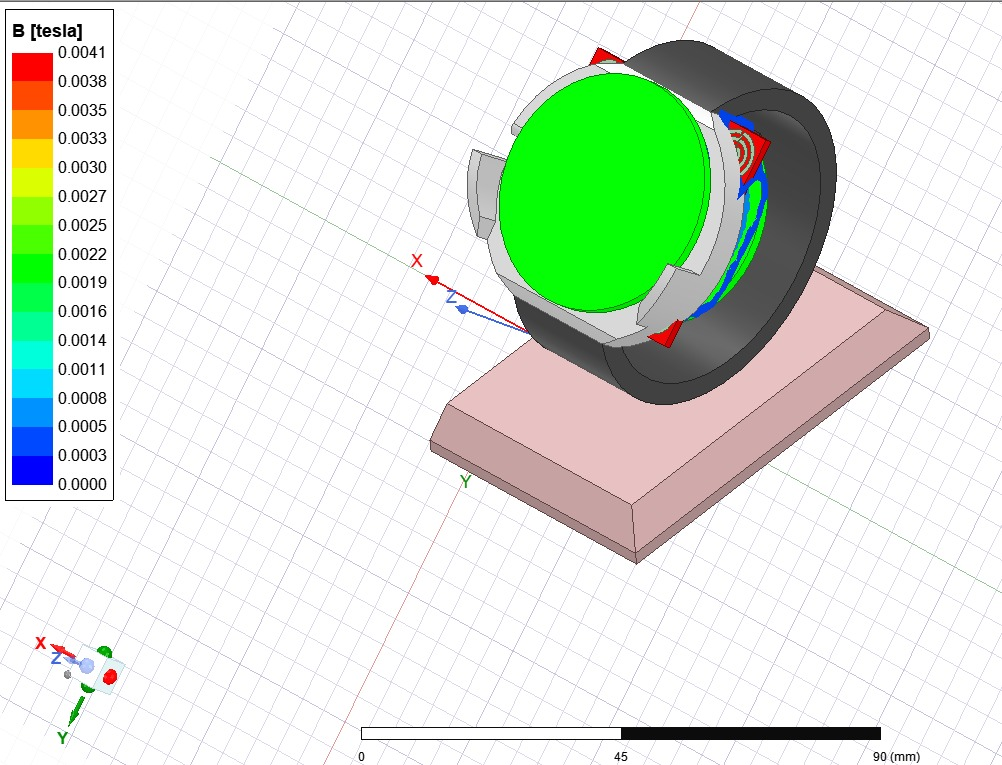 B [tesla]
0.0041
0.0038
0.0035
0.0033
0.0030
0.0027
0.0025
0.0022
0.0019
0.0016
0.0014
0.0011
0.0008
0.0005
0.0003
0.0000
X
Z
Y
X
Z
Y
0 45 90 (mm)